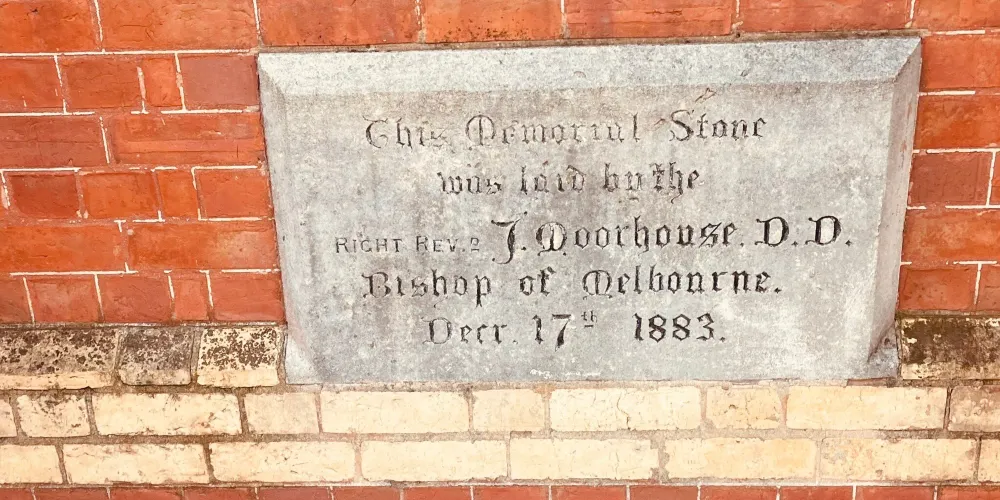 This Memorial Stone
was laid by the
RIGHT REV.D J. Moorhouse. D.D.
Bishop of Melbourne.
Decr. 17th 1883.